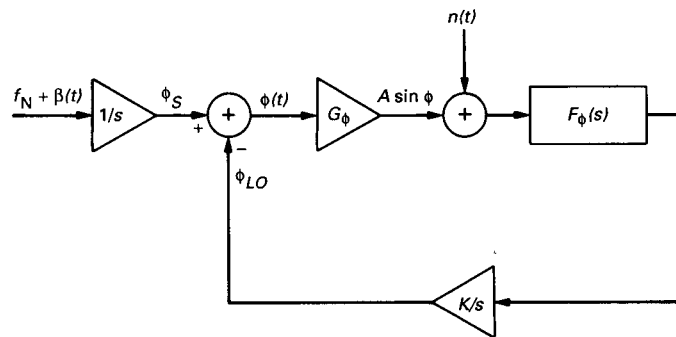 n(t)
f_N + β(t)
1/s
ϕ_S
+
+
−
ϕ(t)
G_ϕ
A sin ϕ
+
F_ϕ(s)
ϕ_LO
K/s